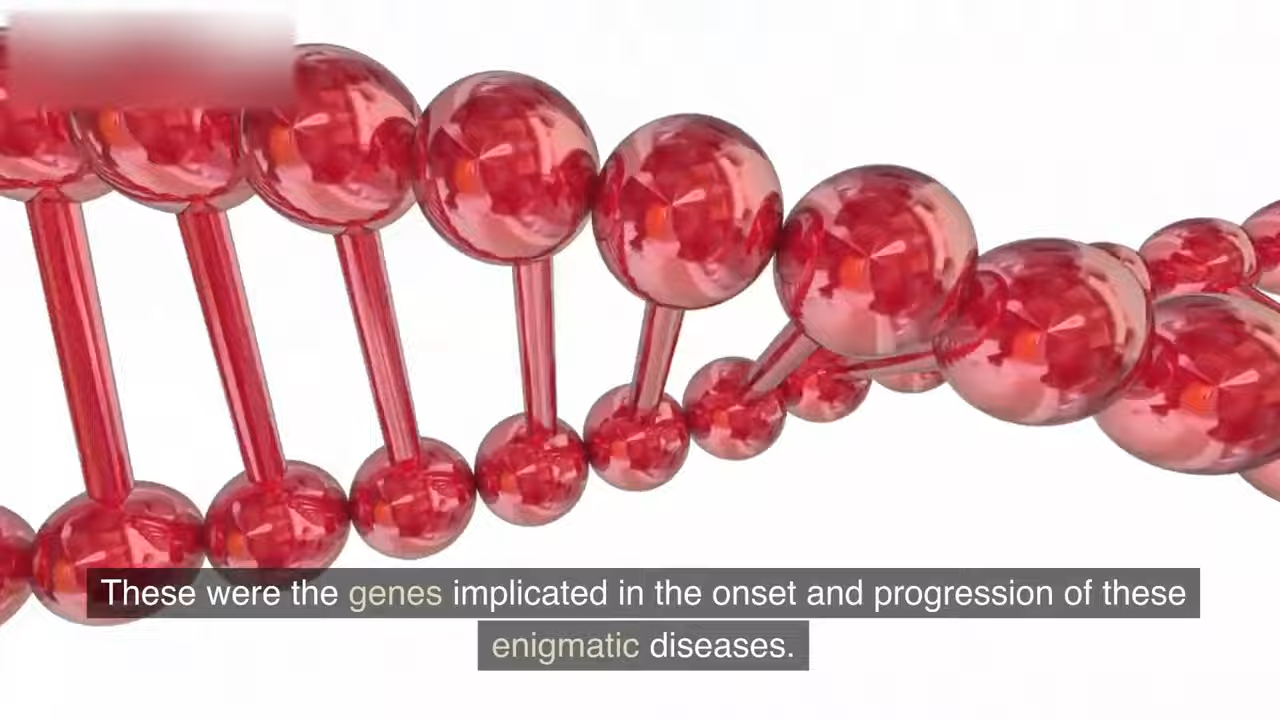 These were the genes implicated in the onset and progression of these
enigmatic diseases.